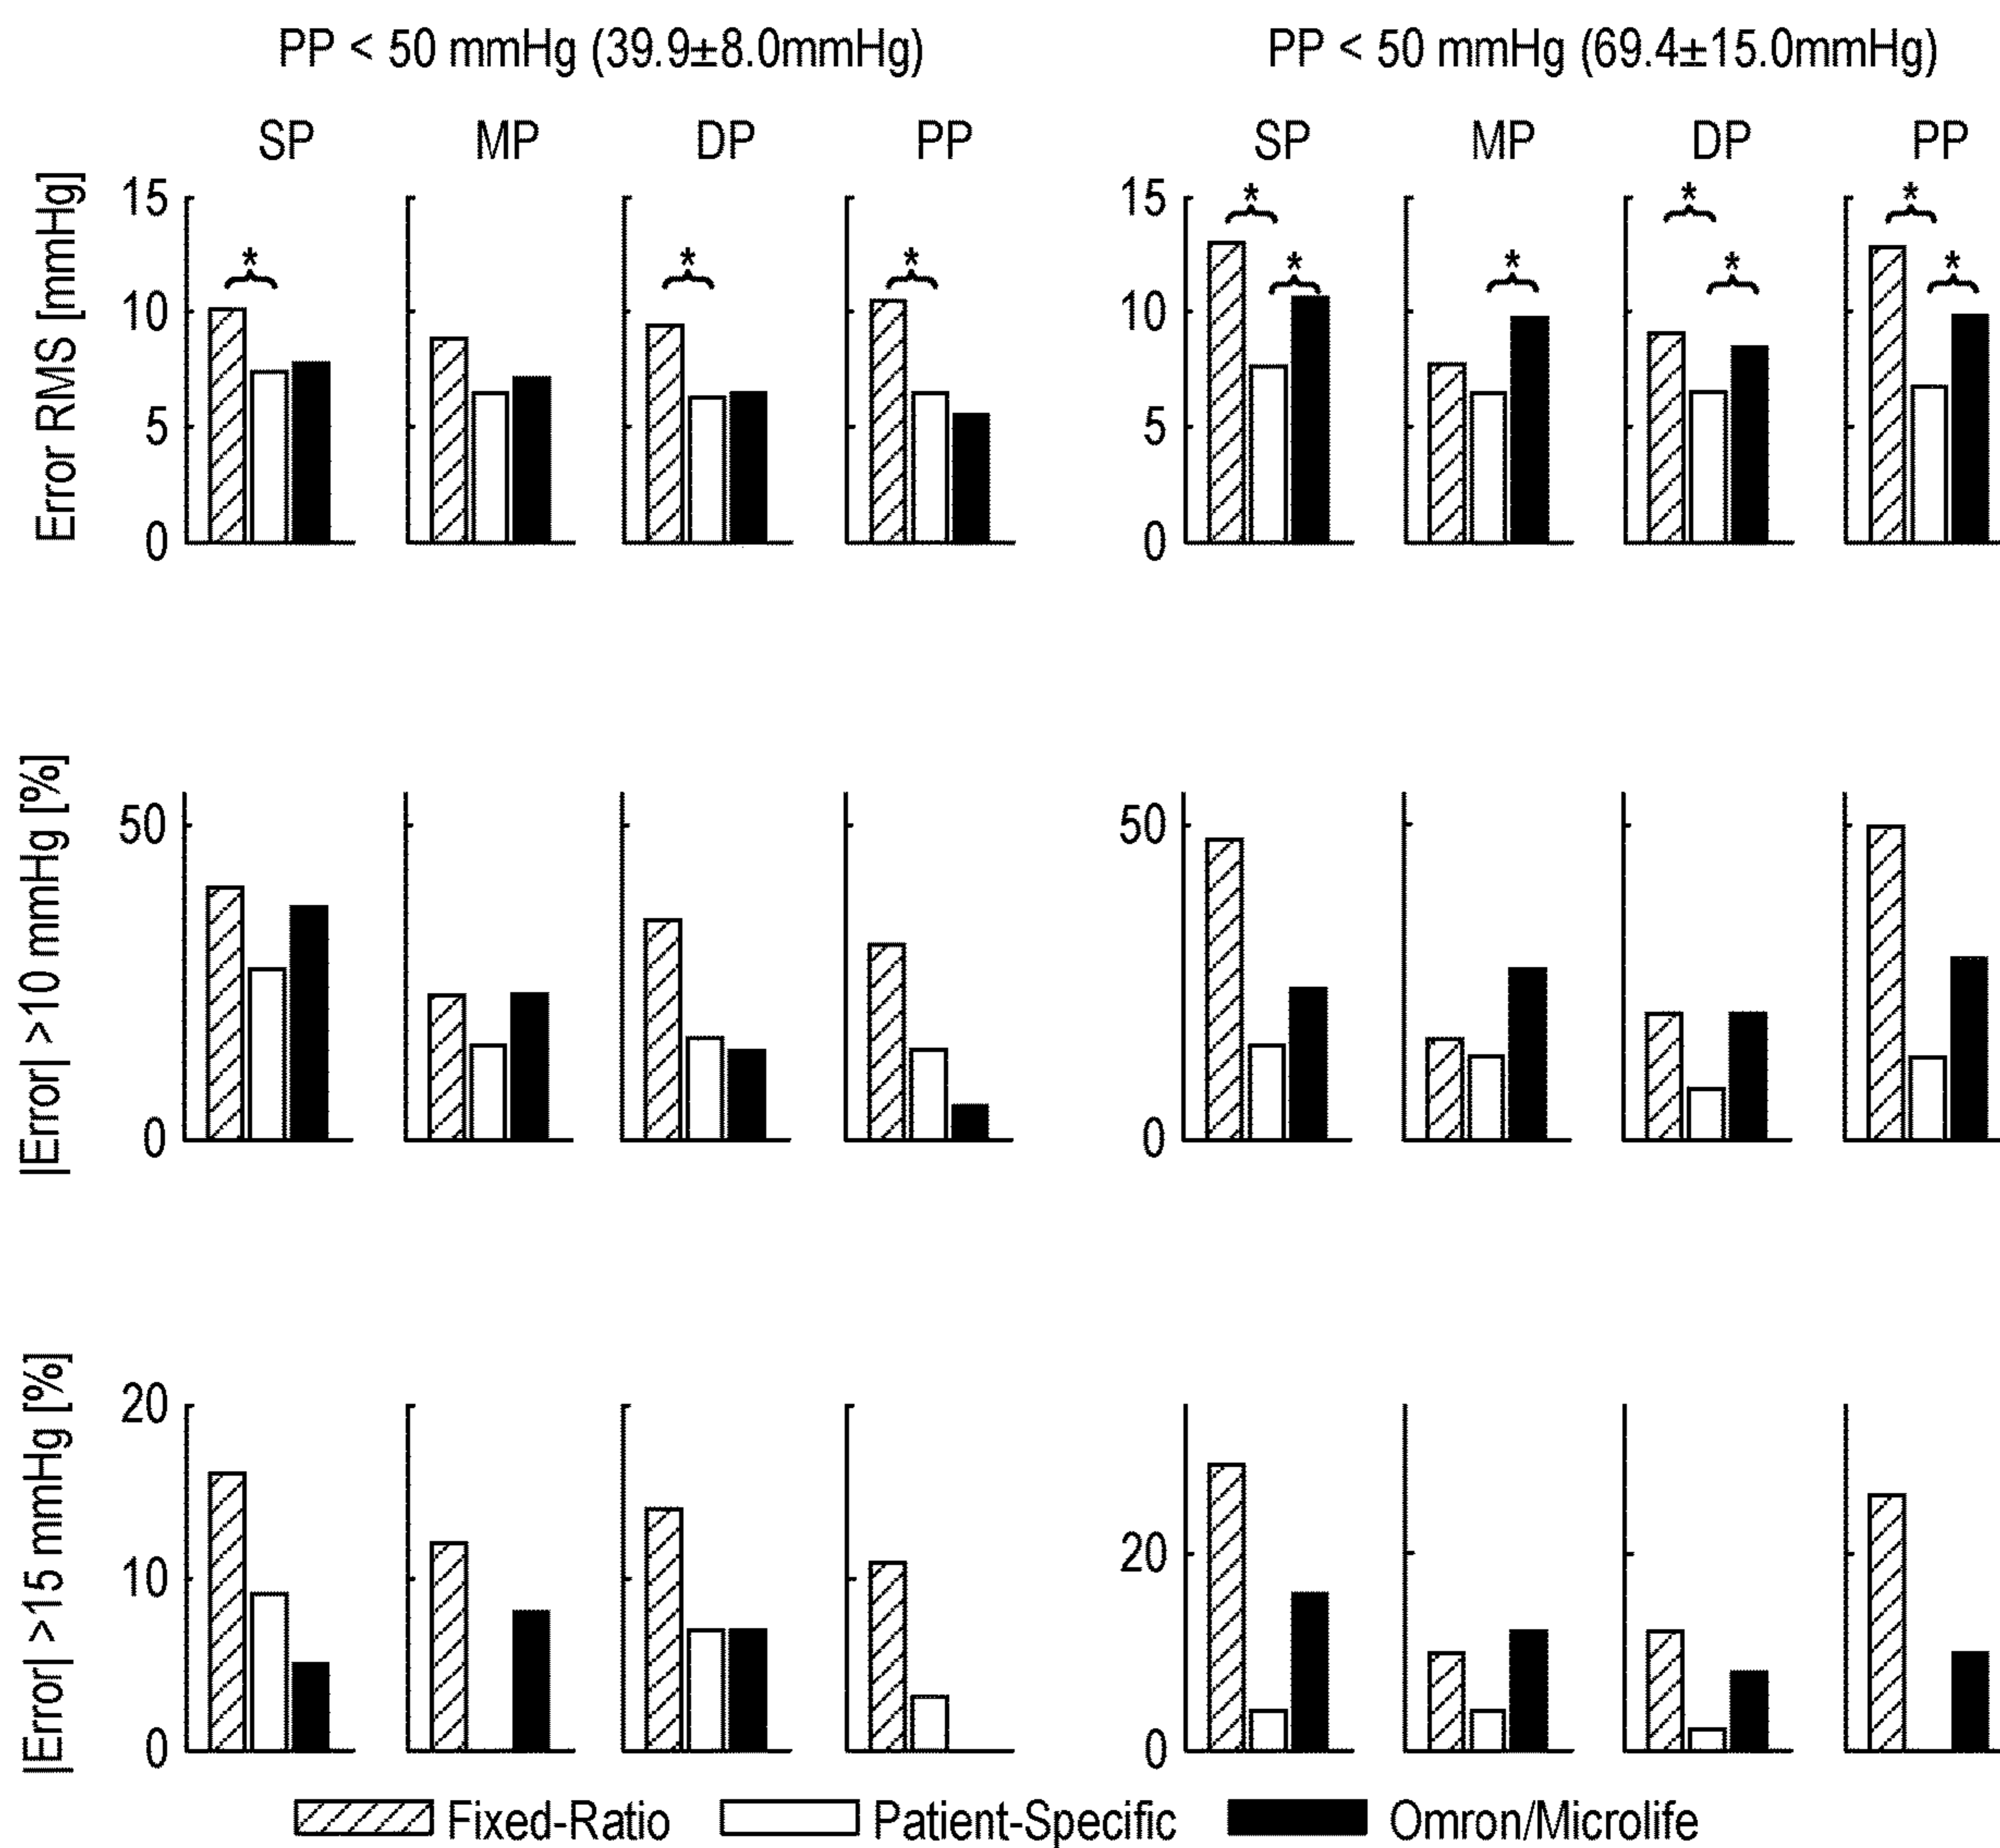 PP < 50 mmHg (39.9±8.0mmHg)
PP < 50 mmHg (69.4±15.0mmHg)
SP MP DP PP
SP MP DP PP
Error RMS [mmHg]
15
10
5
0
* * *
15
10
5
0
* * *
* * * *
|Error| >10 mmHg [%]
50
0
50
0
|Error| >15 mmHg [%]
20
10
0
20
0
Fixed-Ratio Patient-Specific Omron/Microlife